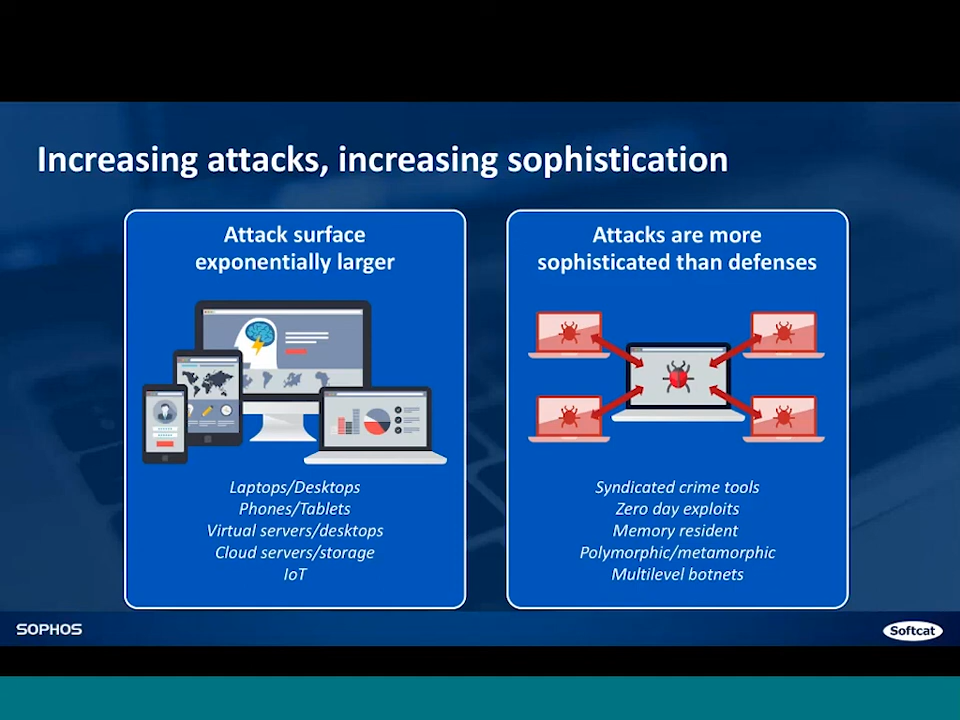 Increasing attacks, increasing sophistication
Attack surface
exponentially larger
Laptops/Desktops
Phones/Tablets
Virtual servers/desktops
Cloud servers/storage
IoT
Attacks are more
sophisticated than defenses
Syndicated crime tools
Zero day exploits
Memory resident
Polymorphic/metamorphic
Multilevel botnets
SOPHOS
Softcat